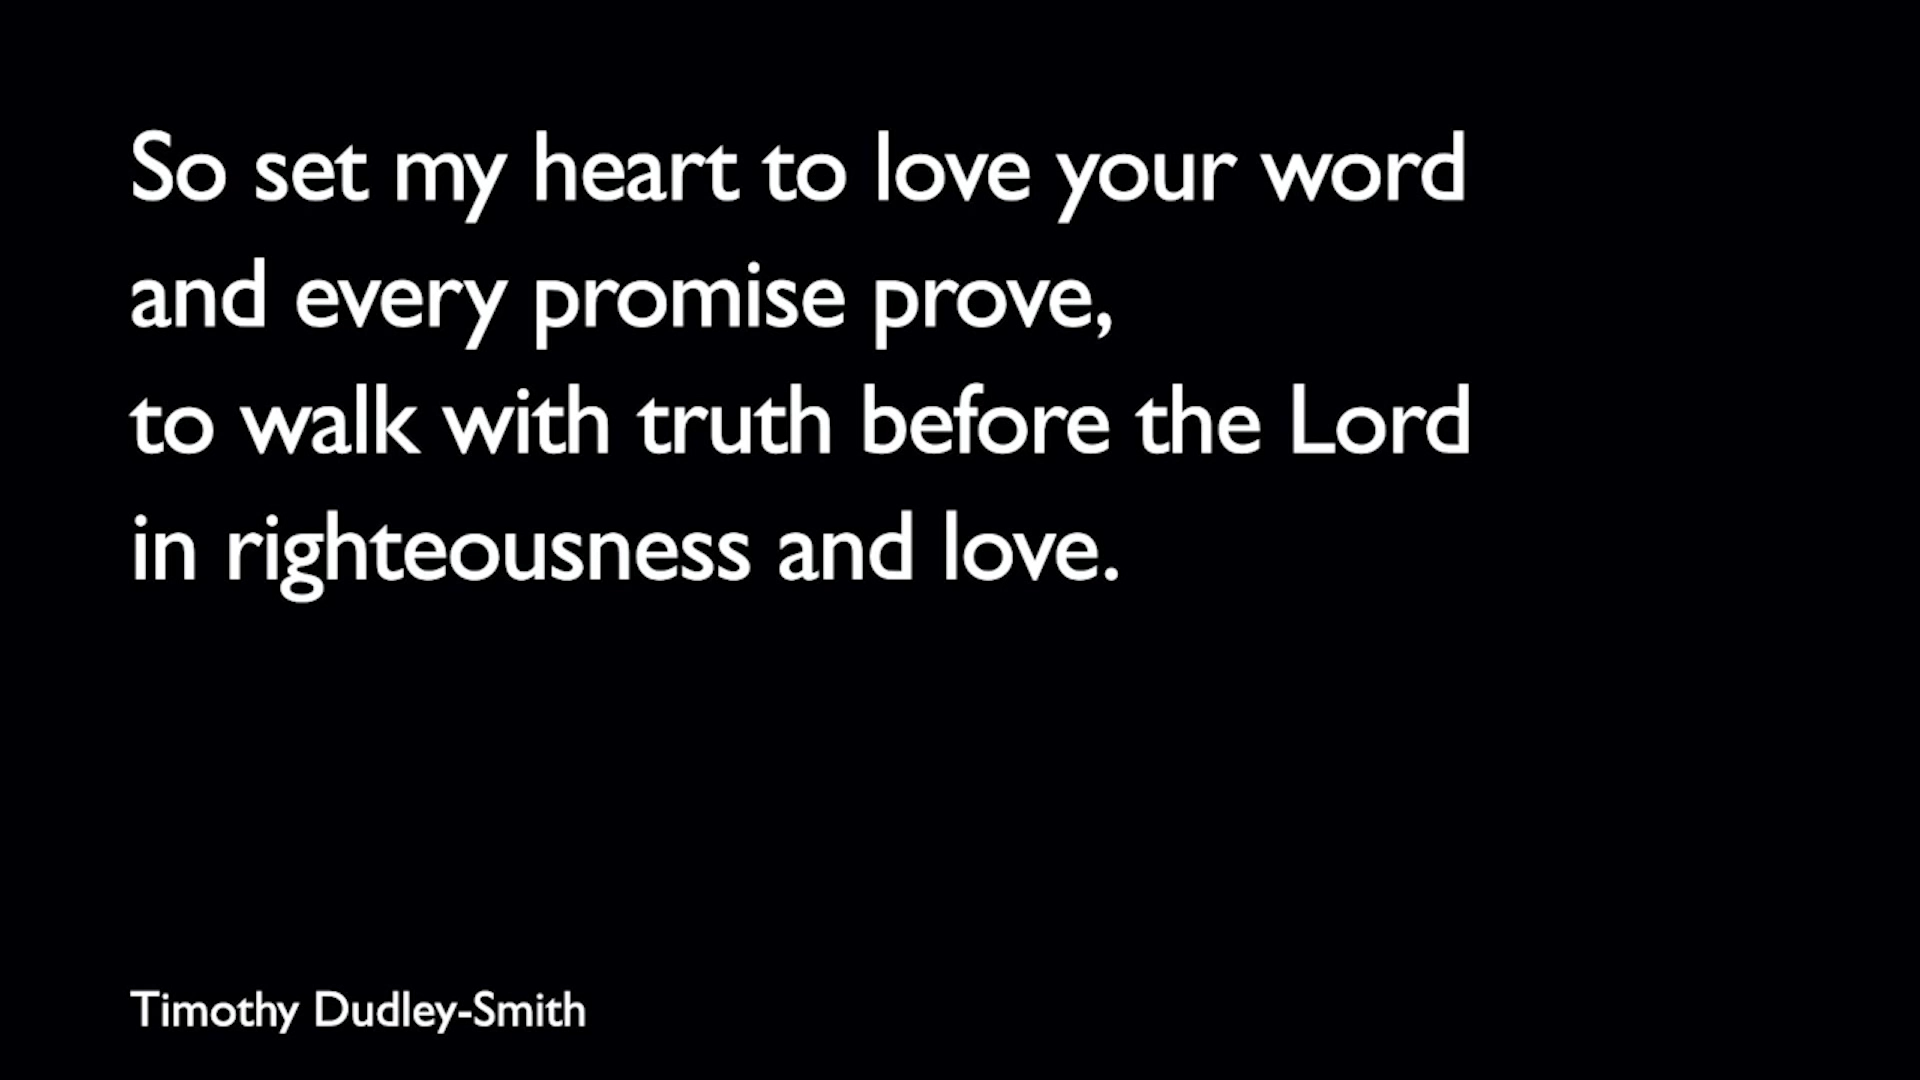 So set my heart to love your word
and every promise prove,
to walk with truth before the Lord
in righteousness and love.
Timothy Dudley-Smith